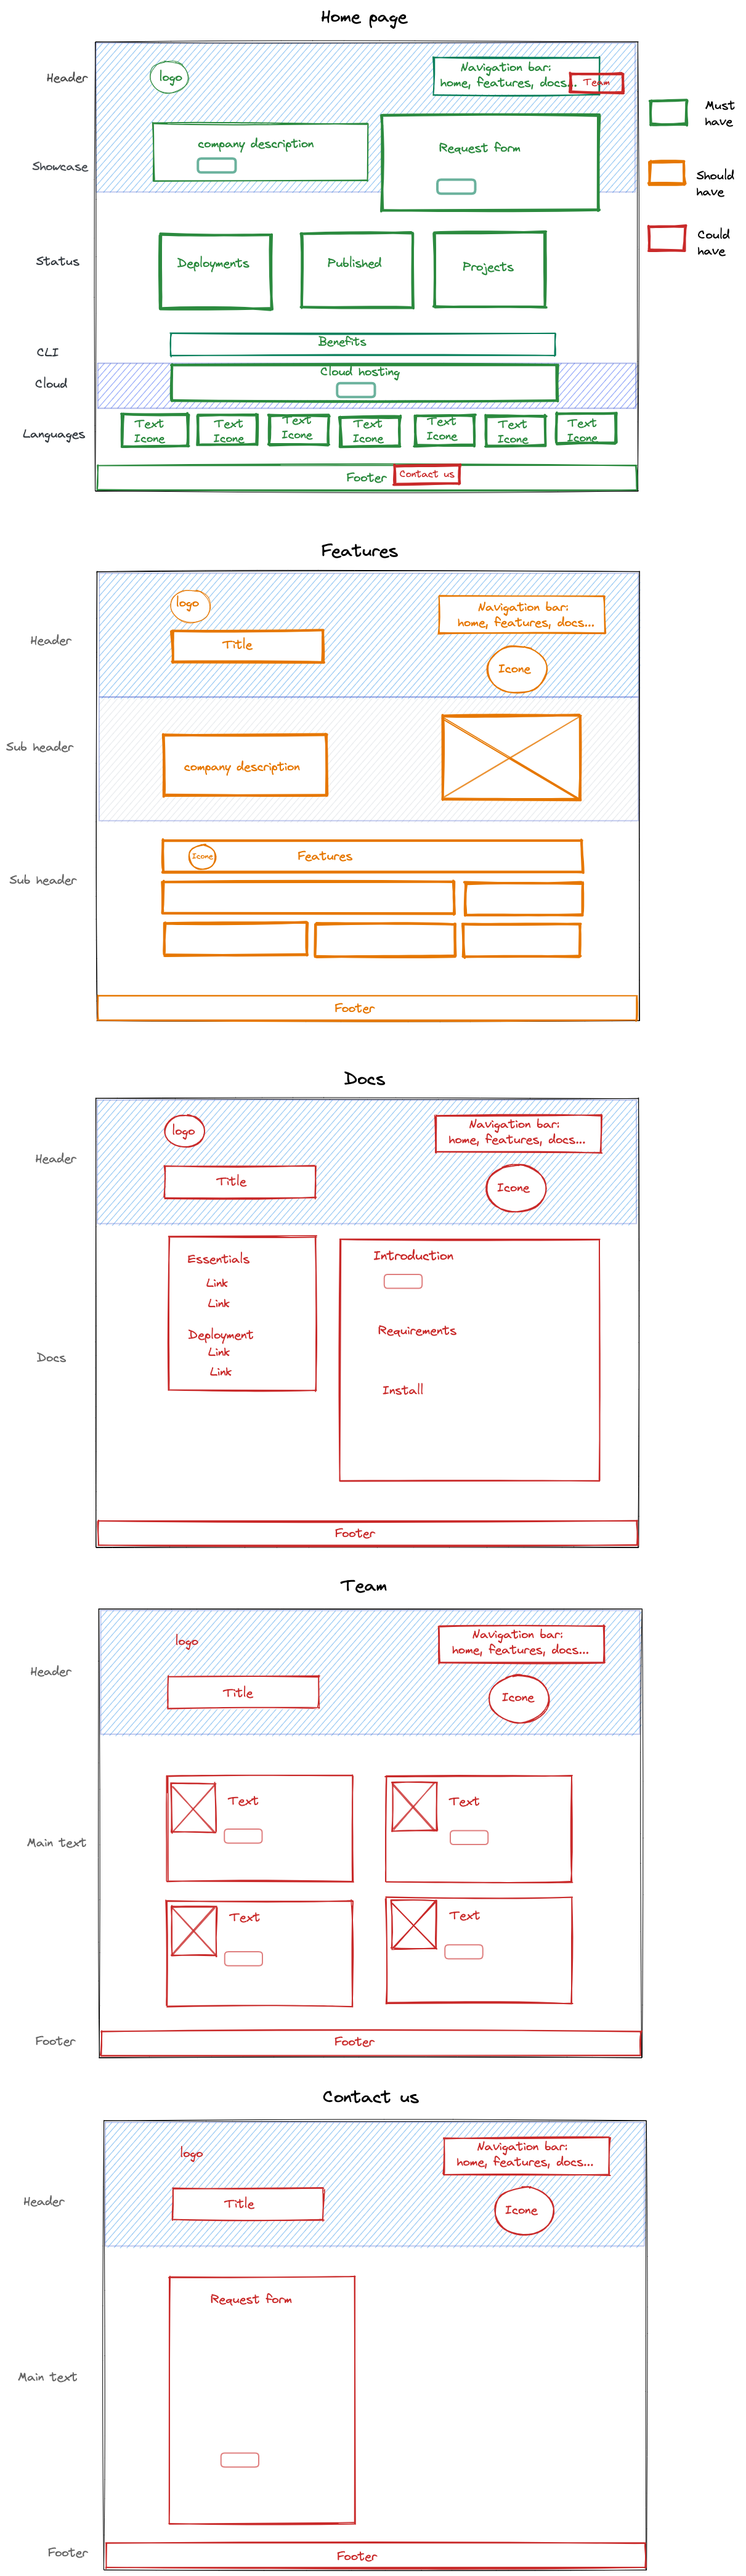 Home page
Header
logo
Navigation bar:
home, features, docs...
Team
Must
have
company description
Request form
Showcase
Should
have
Could
have
Status
Deployments
Published
Projects
Benefits
CLI
Cloud hosting
Cloud
Languages
Text
Icone
Text
Icone
Text
Icone
Text
Icone
Text
Icone
Text
Icone
Text
Icone
Footer
Contact us
Features
logo
Navigation bar:
home, features, docs...
Header
Title
Icone
Sub header
company description
Icone
Features
Sub header
Footer
Docs
logo
Navigation bar:
home, features, docs...
Header
Title
Icone
Essentials
Link
Link
Deployment
Link
Link
Introduction
Requirements
Install
Docs
Footer
Team
logo
Navigation bar:
home, features, docs...
Header
Title
Icone
Text
Text
Main text
Text
Text
Footer
Footer
Contact us
logo
Navigation bar:
home, features, docs...
Header
Title
Icone
Request form
Main text
Footer
Footer